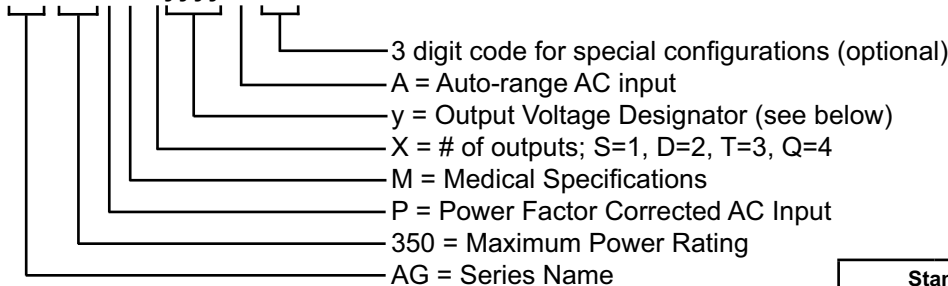 3 digit code for special configurations (optional)
A = Auto-range AC input
y = Output Voltage Designator (see below)
X = # of outputs; S=1, D=2, T=3, Q=4
M = Medical Specifications
P = Power Factor Corrected AC Input
350 = Maximum Power Rating
AG = Series Name